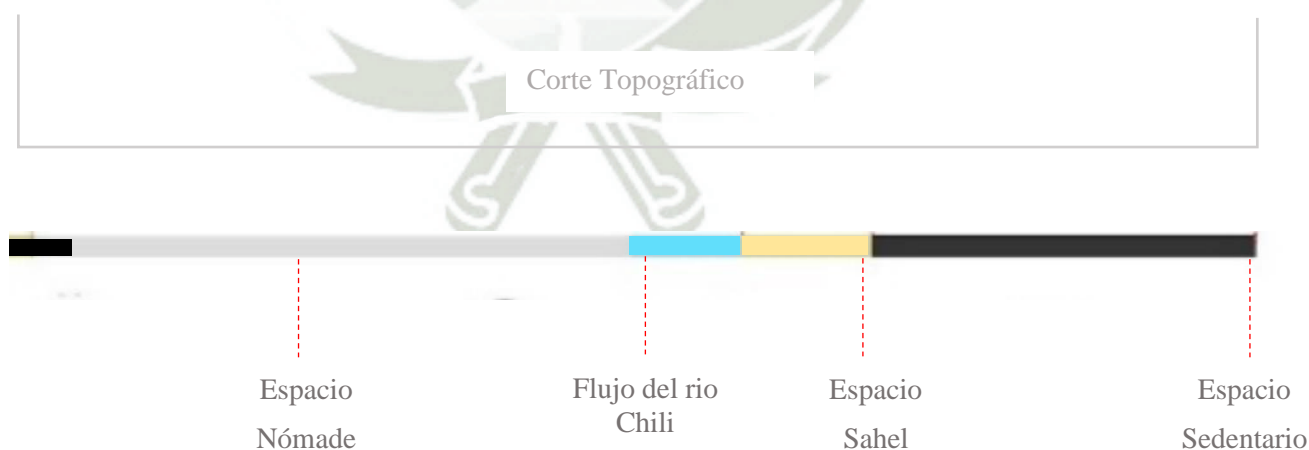 Corte Topográfico
Espacio
Nómade
Flujo del rio
Chili
Espacio
Sahel
Espacio
Sedentario